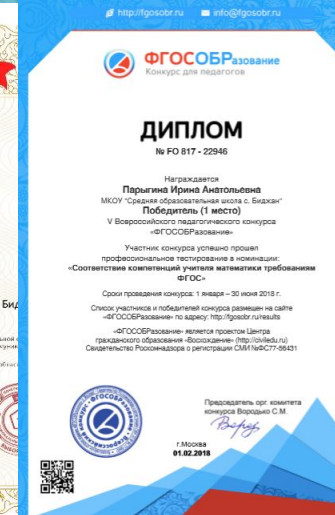 http://fgosobr.ru info@fgosobr.ru
ФГОСОБРазование
Конкурс для педагогов
ДИПЛОМ
№ FO 817 - 22946
Награждается
Парыгина Ирина Анатольевна
МКОУ "Средняя образовательная школа с. Биджан"
Победитель (1 место)
V Всероссийского педагогического конкурса
«ФГОСОБРазование»
Участник конкурса успешно прошел
профессиональное тестирование в номинации:
«Соответствие компетенций учителя математики требованиям
ФГОС»
Сроки проведения конкурса: 1 января – 30 июня 2018 г.
Список участников и победителей конкурса размещен на сайте
«ФГОСОБРазование» по адресу: http://fgosobr.ru/results
«ФГОСОБРазование» является проектом Центра
гражданского образования «Восхождение» (http://civiledu.ru)
Свидетельство Роскомнадзора о регистрации СМИ №ФС77-56431
Председатель орг. комитета
конкурса Вородько С.М.
г.Москва
01.02.2018